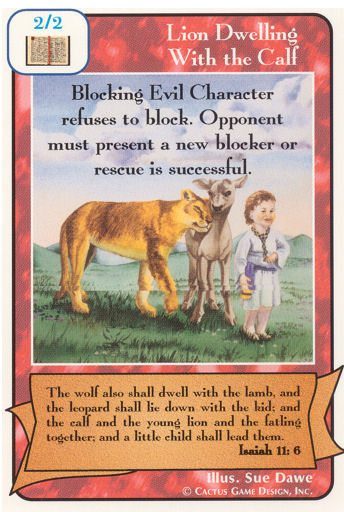 2/2
Lion Dwelling
With the Calf
Blocking Evil Character
refuses to block. Opponent
must present a new blocker or
rescue is successful.
The wolf also shall dwell with the lamb, and
the leopard shall lie down with the kid; and
the calf and the young lion and the fatling
together; and a little child shall lead them.
Isaiah 11: 6
Illus. Sue Dawe
© Cactus Game Design, Inc.